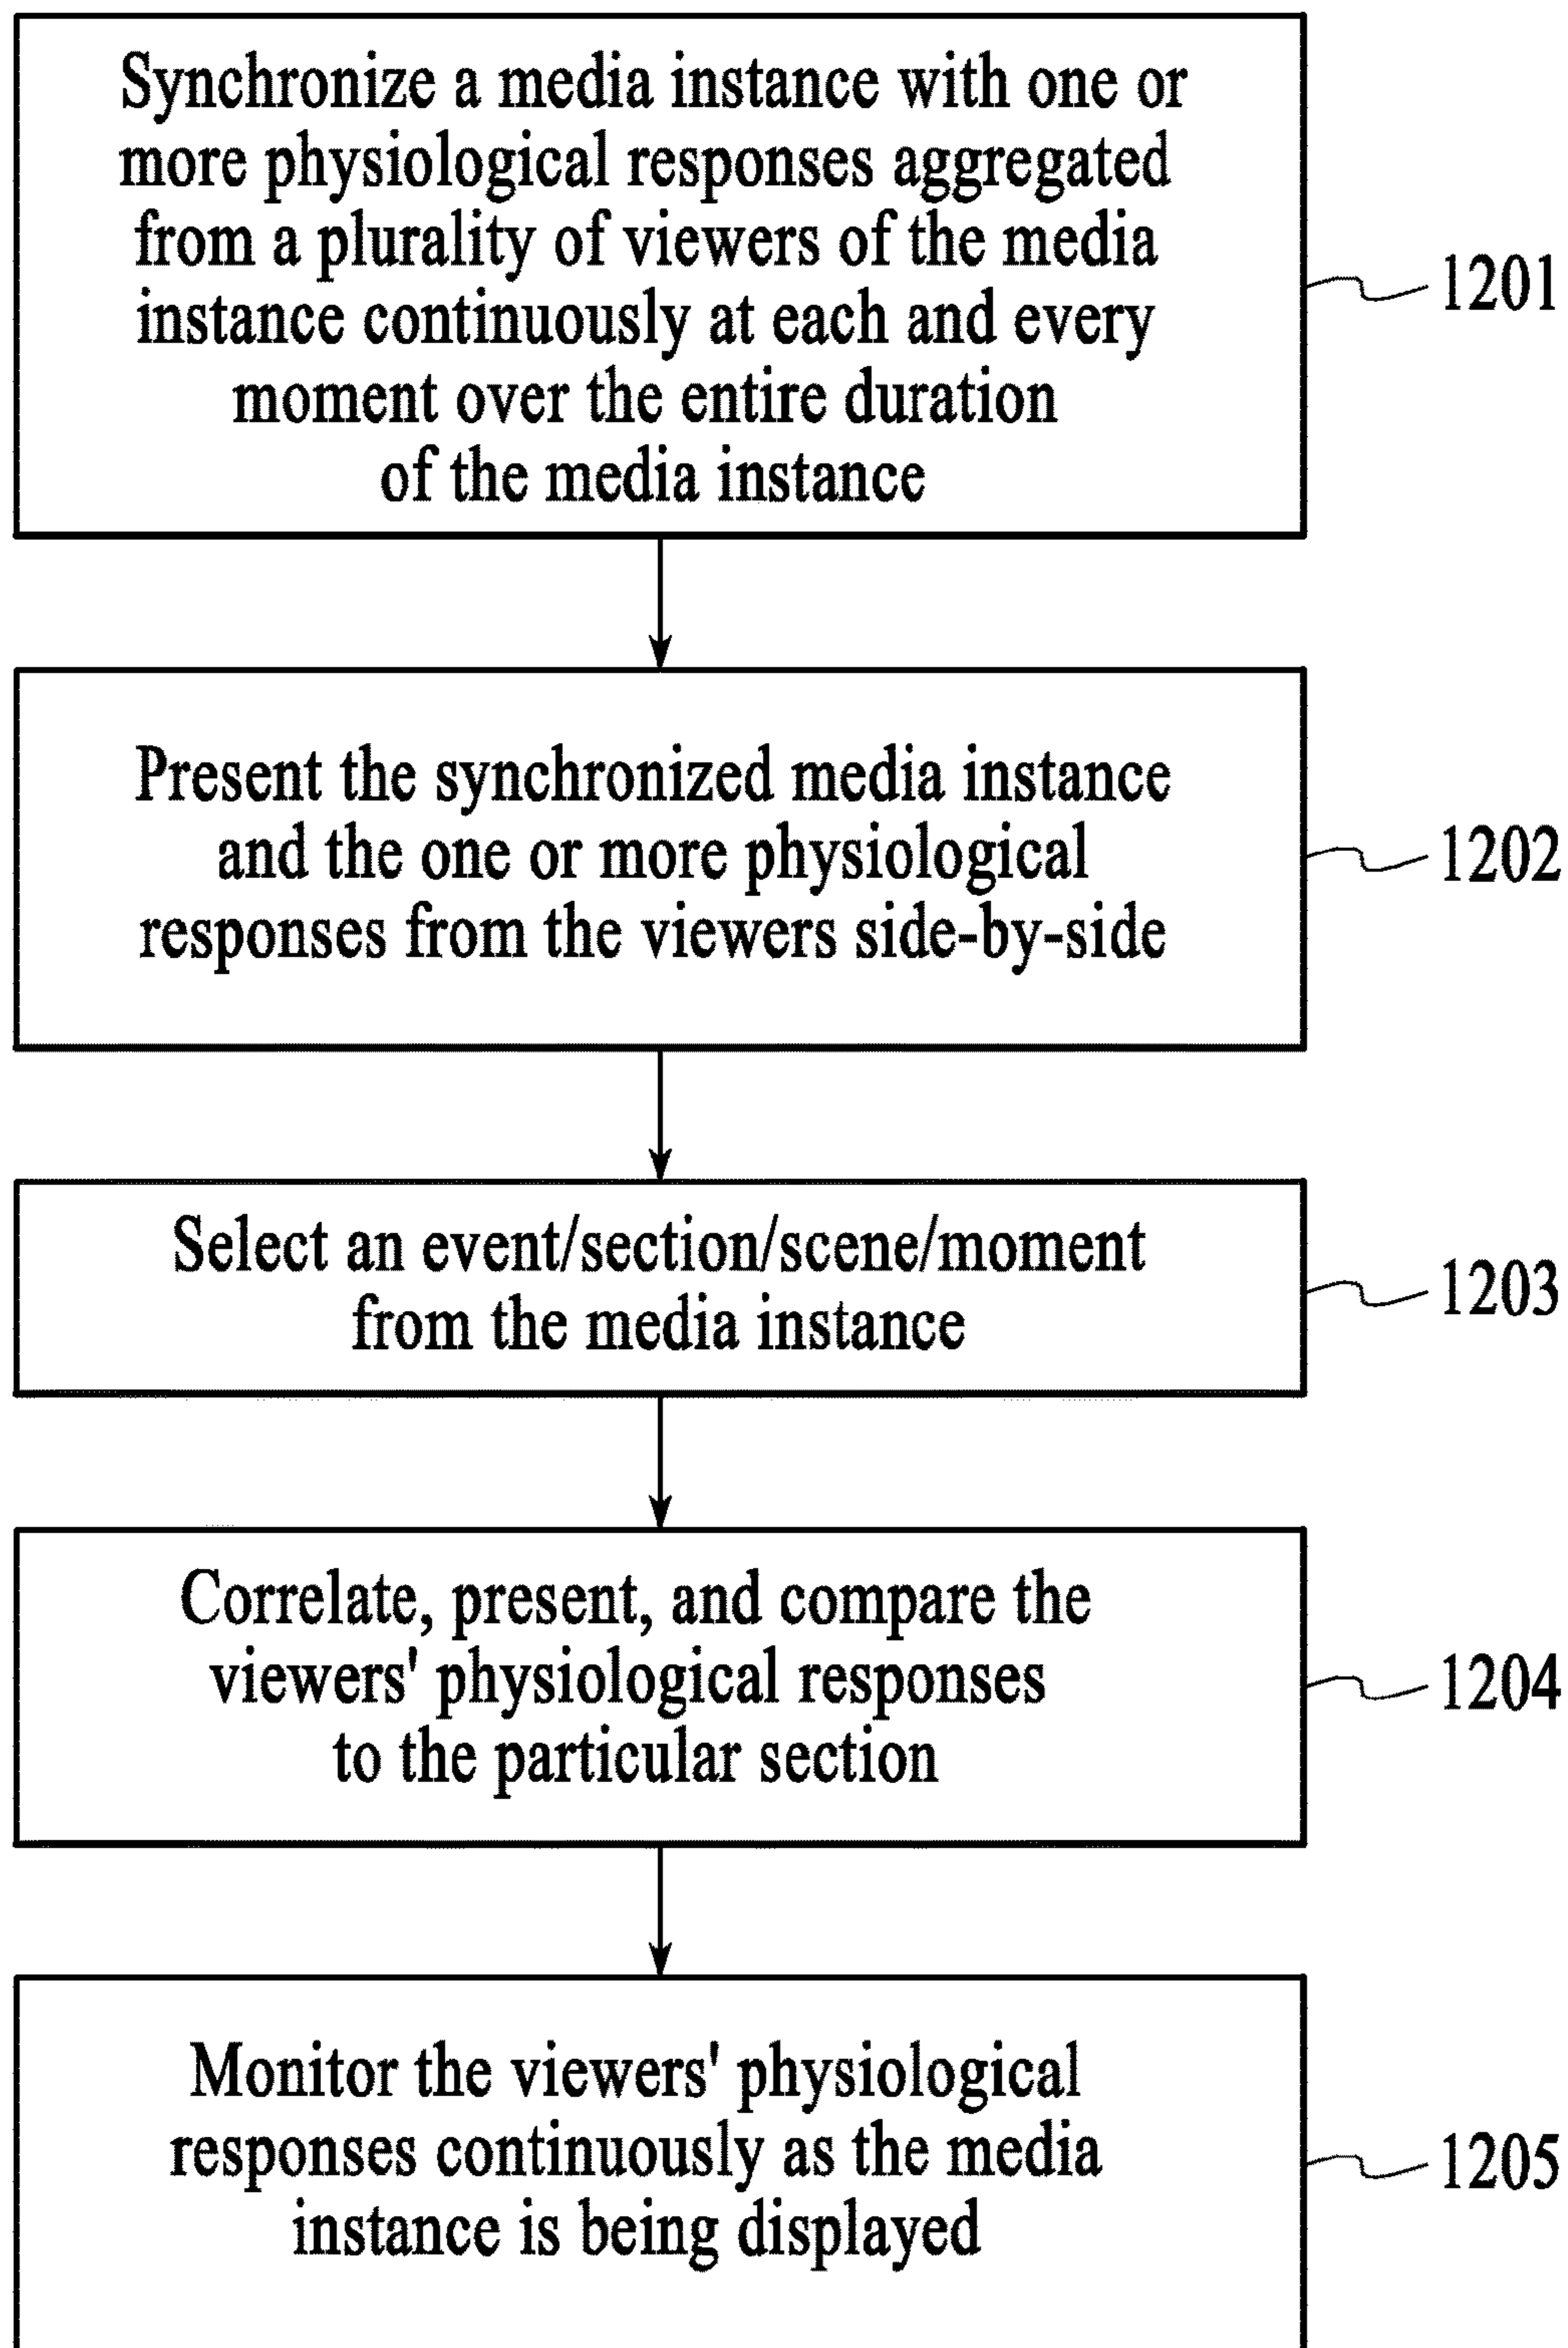 Synchronize a media instance with one or
more physiological responses aggregated
from a plurality of viewers of the media
instance continuously at each and every
moment over the entire duration
of the media instance
1201
Present the synchronized media instance
and the one or more physiological
responses from the viewers side-by-side
1202
Select an event/section/scene/moment
from the media instance
1203
Correlate, present, and compare the
viewers' physiological responses
to the particular section
1204
Monitor the viewers' physiological
responses continuously as the media
instance is being displayed
1205